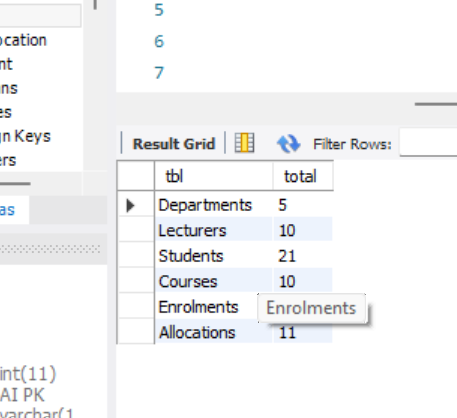 5
ocation
6
nt
ns
7
es
n Keys
Result Grid Filter Rows:
ers
tbl total
Departments 5
as
Lecturers 10
Students 21
Courses 10
Enrolments Enrolments
Allocations 11
int(11)
AI PK
varchar(1